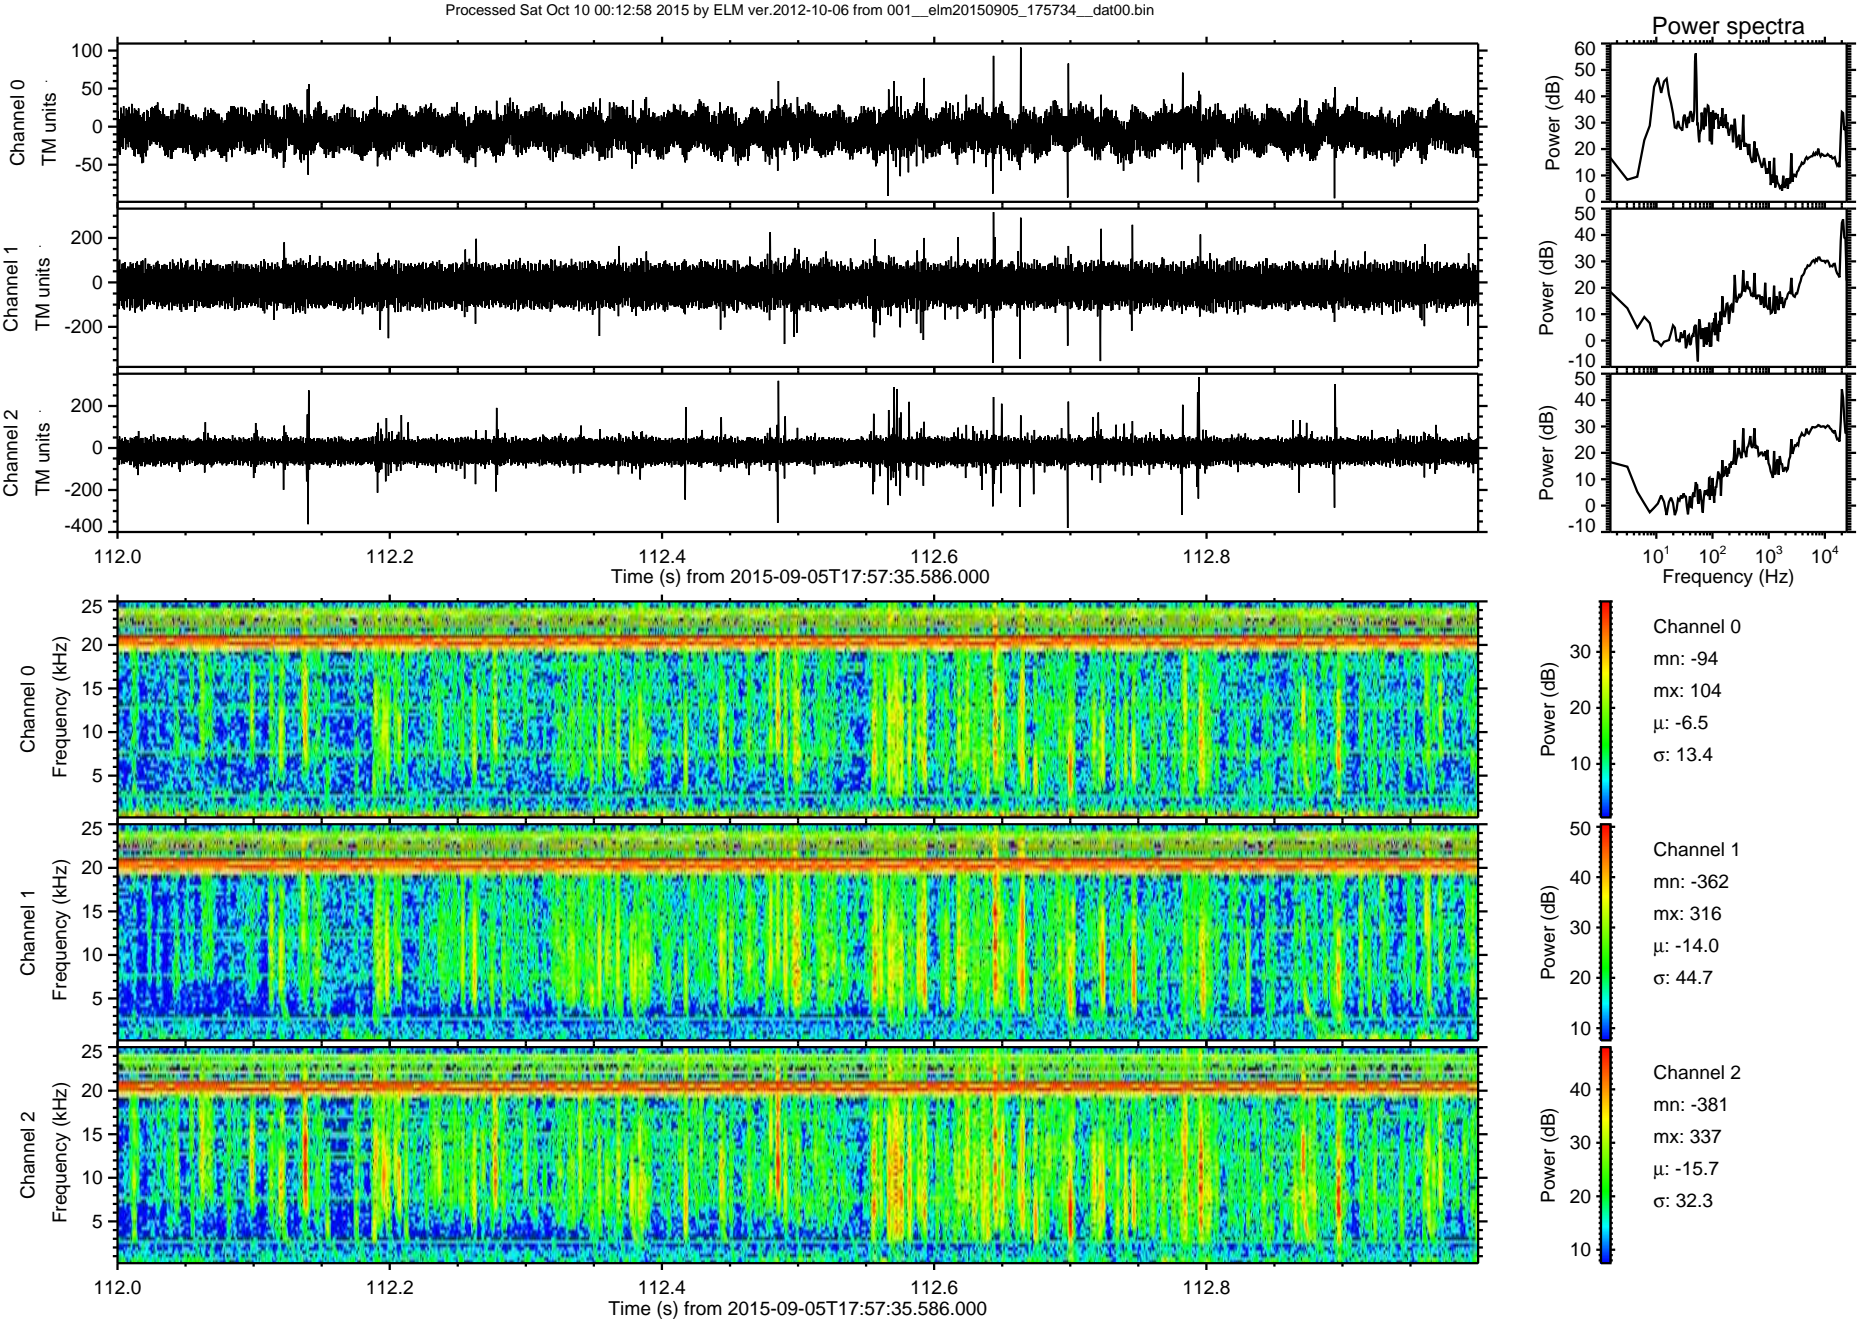 Processed Sat Oct 10 00:12:58 2015 by ELM ver.2012-10-06 from 001__elm20150905_175734__dat00.bin
Power spectra
Channel 0
TM units
100
50
0
-50
Power (dB)
60
50
40
30
20
10
0
Channel 1
TM units
200
0
-200
Power (dB)
50
40
30
20
10
0
-10
Channel 2
TM units
200
0
-200
-400
Power (dB)
50
40
30
20
10
0
-10
112.0 112.2 112.4 112.6 112.8
Time (s) from 2015-09-05T17:57:35.586.000
10¹ 10² 10³ 10⁴
Frequency (Hz)
Channel 0
Frequency (kHz)
25
20
15
10
5
Power (dB)
30
20
10
Channel 0
mn: -94
mx: 104
µ: -6.5
σ: 13.4
Channel 1
Frequency (kHz)
25
20
15
10
5
Power (dB)
50
40
30
20
10
Channel 1
mn: -362
mx: 316
µ: -14.0
σ: 44.7
Channel 2
Frequency (kHz)
25
20
15
10
5
Power (dB)
40
30
20
10
Channel 2
mn: -381
mx: 337
µ: -15.7
σ: 32.3
112.0 112.2 112.4 112.6 112.8
Time (s) from 2015-09-05T17:57:35.586.000